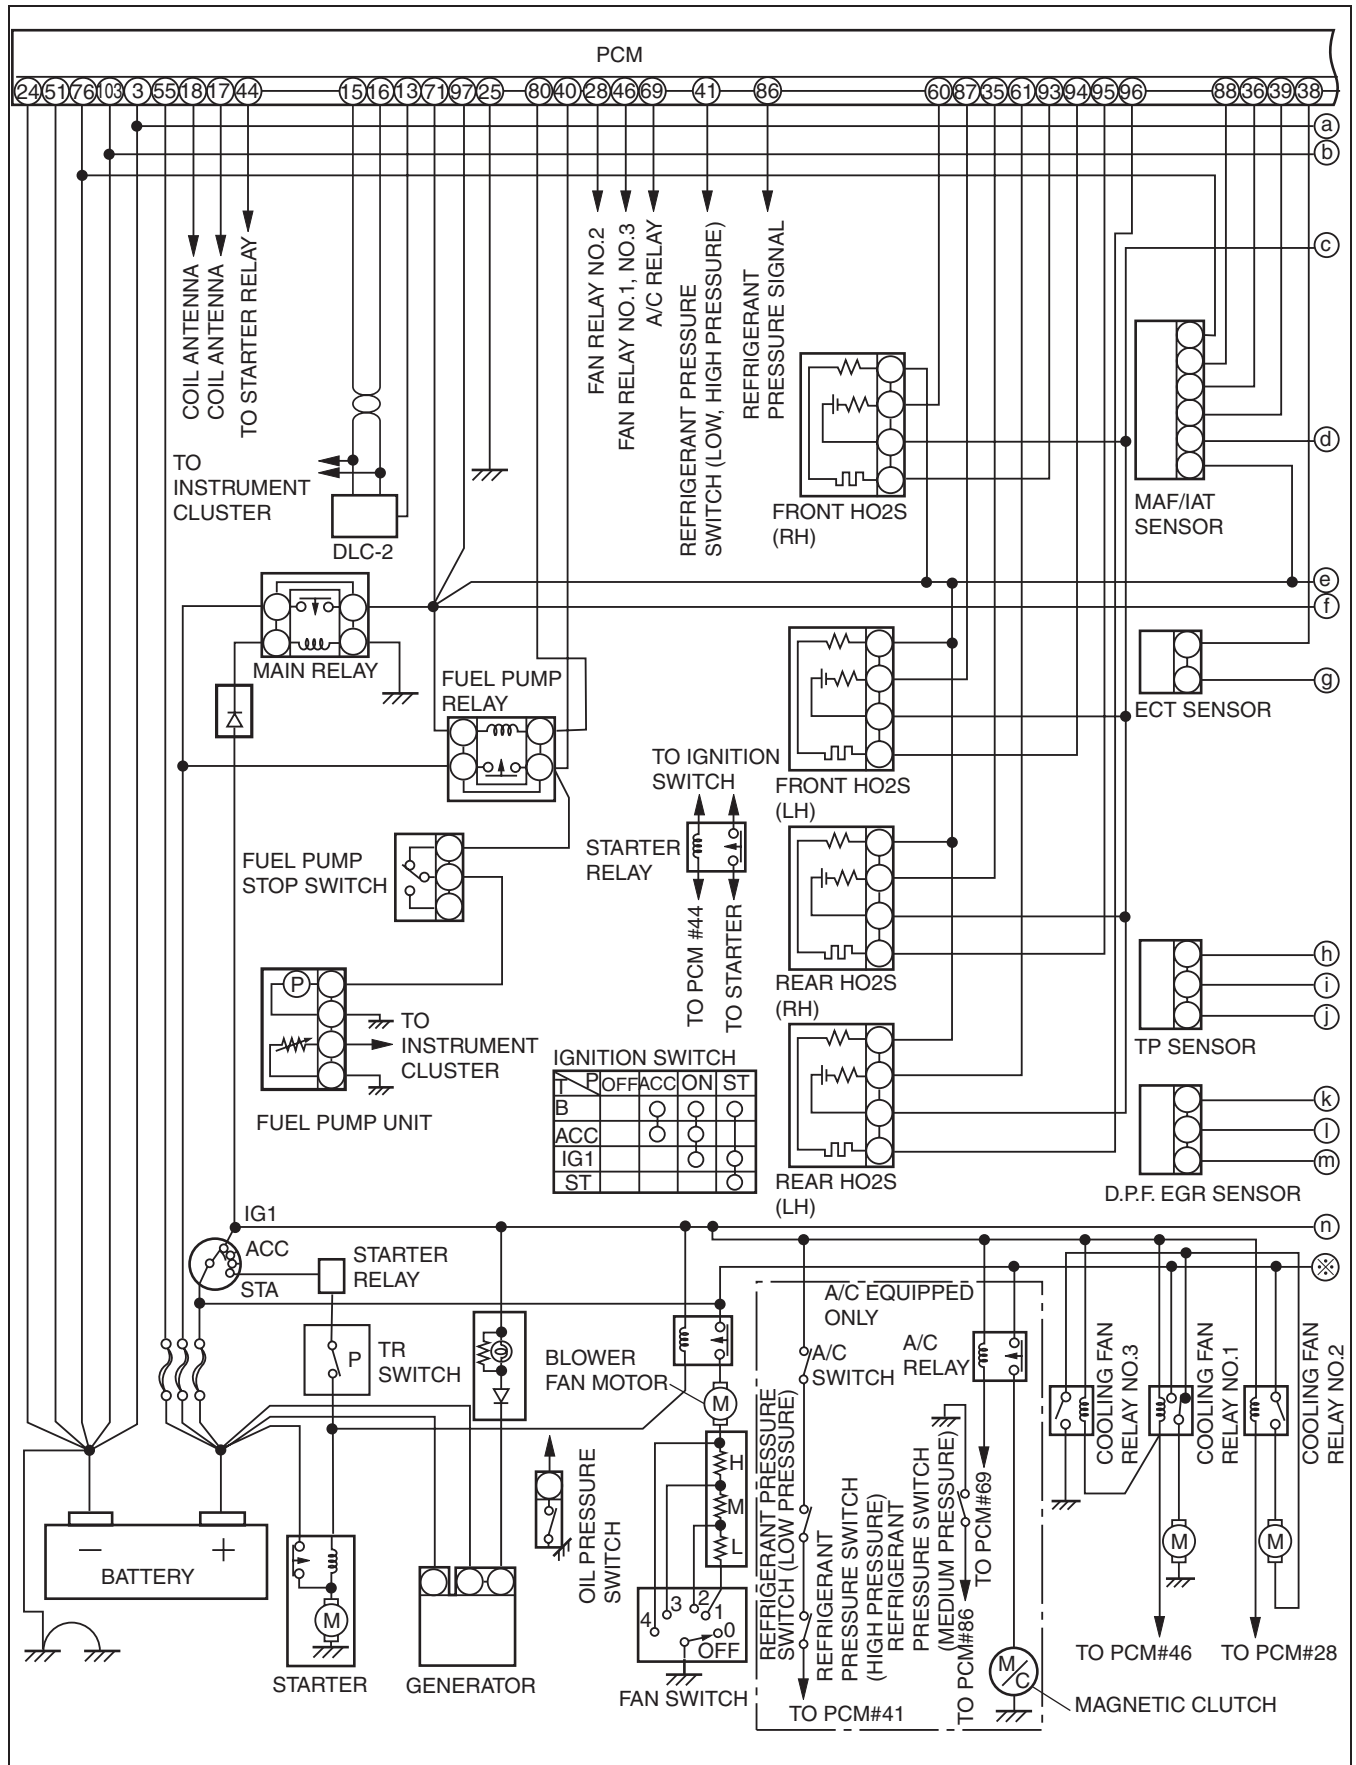 PCM
24 51 76 103 3 55 18 17 44 15 16 13 71 97 25 80 40 28 46 69 41 86 60 87 35 61 93 94 95 96 88 36 39 38
a
b
c
d
e
f
g
h
i
j
k
l
m
n
※
COIL ANTENNA
COIL ANTENNA
TO STARTER RELAY
FAN RELAY NO.2
FAN RELAY NO.1, NO.3
A/C RELAY
REFRIGERANT PRESSURE
SWITCH (LOW, HIGH PRESSURE)
REFRIGERANT
PRESSURE SIGNAL
TO
INSTRUMENT
CLUSTER
DLC-2
FRONT HO2S
(RH)
MAF/IAT
SENSOR
MAIN RELAY
FUEL PUMP
RELAY
ECT SENSOR
TO IGNITION
SWITCH
FRONT HO2S
(LH)
STARTER
RELAY
TO PCM #44
TO STARTER
FUEL PUMP
STOP SWITCH
REAR HO2S
(RH)
P
TO
INSTRUMENT
CLUSTER
FUEL PUMP UNIT
TP SENSOR
IGNITION SWITCH
T P OFF ACC ON ST
B
ACC
IG1
ST
REAR HO2S
(LH)
D.P.F. EGR SENSOR
IG1
ACC
STA
STARTER
RELAY
P
TR
SWITCH
BLOWER
FAN MOTOR
M
A/C EQUIPPED
ONLY
A/C
SWITCH
A/C
RELAY
COOLING FAN
RELAY NO.3
COOLING FAN
RELAY NO.1
COOLING FAN
RELAY NO.2
H
M
L
OIL PRESSURE
SWITCH
REFRIGERANT PRESSURE
SWITCH (LOW PRESSURE)
REFRIGERANT
PRESSURE SWITCH
(HIGH PRESSURE)
REFRIGERANT
PRESSURE SWITCH
(MEDIUM PRESSURE)
TO PCM#86
TO PCM#69
M
M
− +
BATTERY
M
STARTER
GENERATOR
4 3 2 1 0
OFF
FAN SWITCH
TO PCM#41
M/C
MAGNETIC CLUTCH
TO PCM#46
TO PCM#28